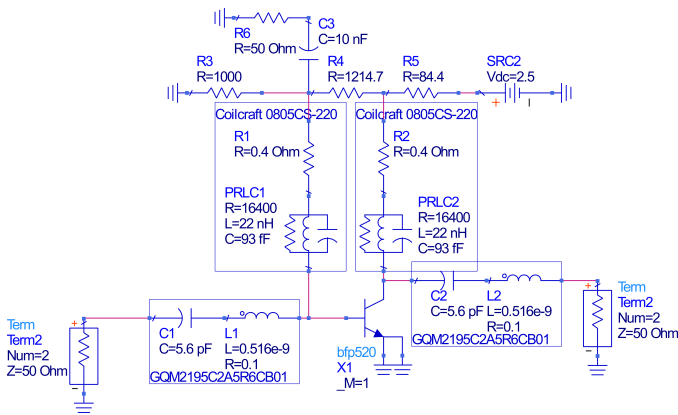 R6
R=50 Ohm
C3
C=10 nF
R3
R=1000
R4
R=1214.7
R5
R=84.4
SRC2
Vdc=2.5
+
Coilcraft 0805CS-220
Coilcraft 0805CS-220
R1
R=0.4 Ohm
R2
R=0.4 Ohm
PRLC1
R=16400
L=22 nH
C=93 fF
PRLC2
R=16400
L=22 nH
C=93 fF
Term
Term2
Num=2
Z=50 Ohm
+
-
C1
C=5.6 pF
L1
L=0.516e-9
R=0.1
GQM2195C2A5R6CB01
bfp520
X1
_M=1
C2
C=5.6 pF
L2
L=0.516e-9
R=0.1
GQM2195C2A5R6CB01
+
-
Term
Term2
Num=2
Z=50 Ohm